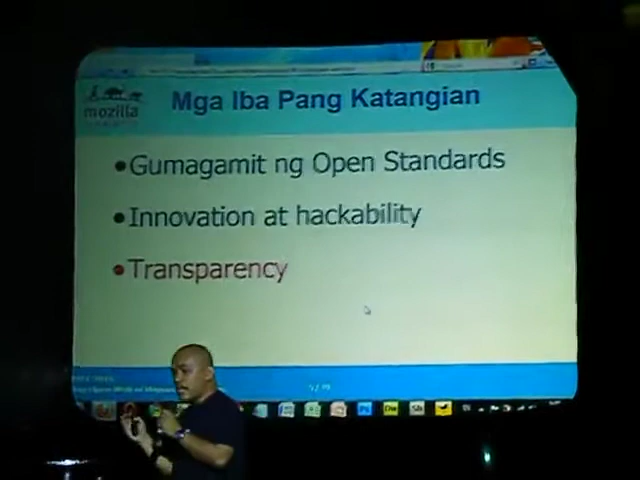 mozilla
Mga Iba Pang Katangian
•Gumagamit ng Open Standards
•Innovation at hackability
•Transparency